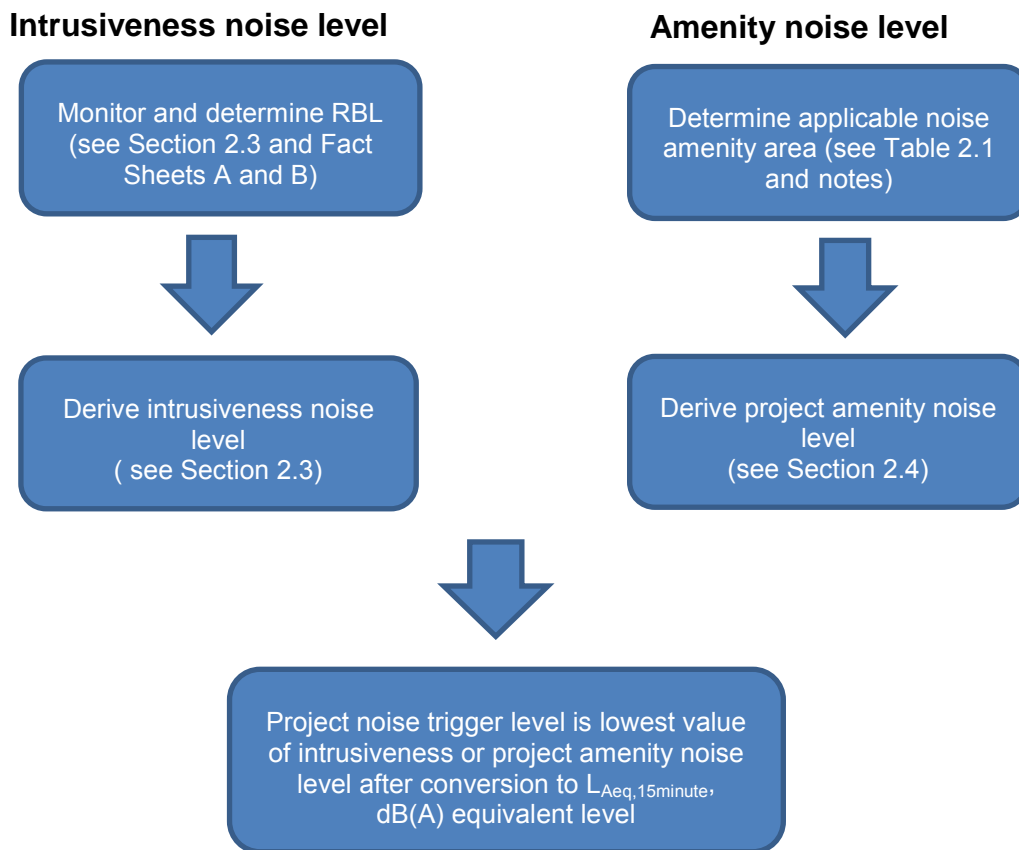 Intrusiveness noise level
Monitor and determine RBL
(see Section 2.3 and Fact
Sheets A and B)
Derive intrusiveness noise
level
( see Section 2.3)
Amenity noise level
Determine applicable noise
amenity area (see Table 2.1
and notes)
Derive project amenity noise
level
(see Section 2.4)
Project noise trigger level is lowest value
of intrusiveness or project amenity noise
level after conversion to LAeq,15minute,
dB(A) equivalent level